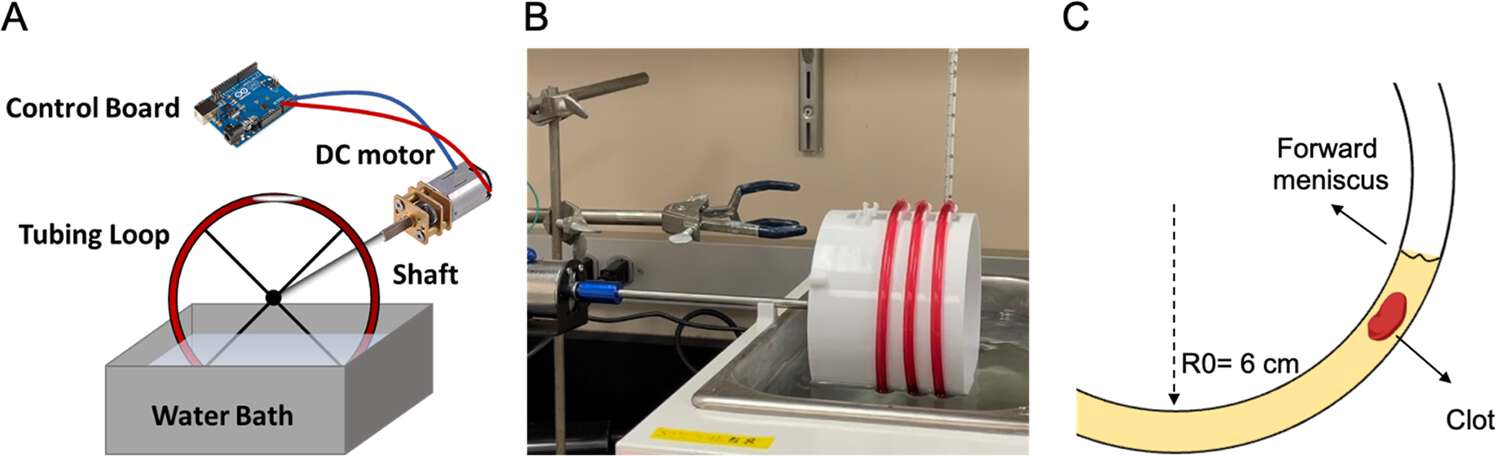 A
Control Board
DC motor
Tubing Loop
Shaft
Water Bath
B
C
Forward
meniscus
R0= 6 cm
Clot